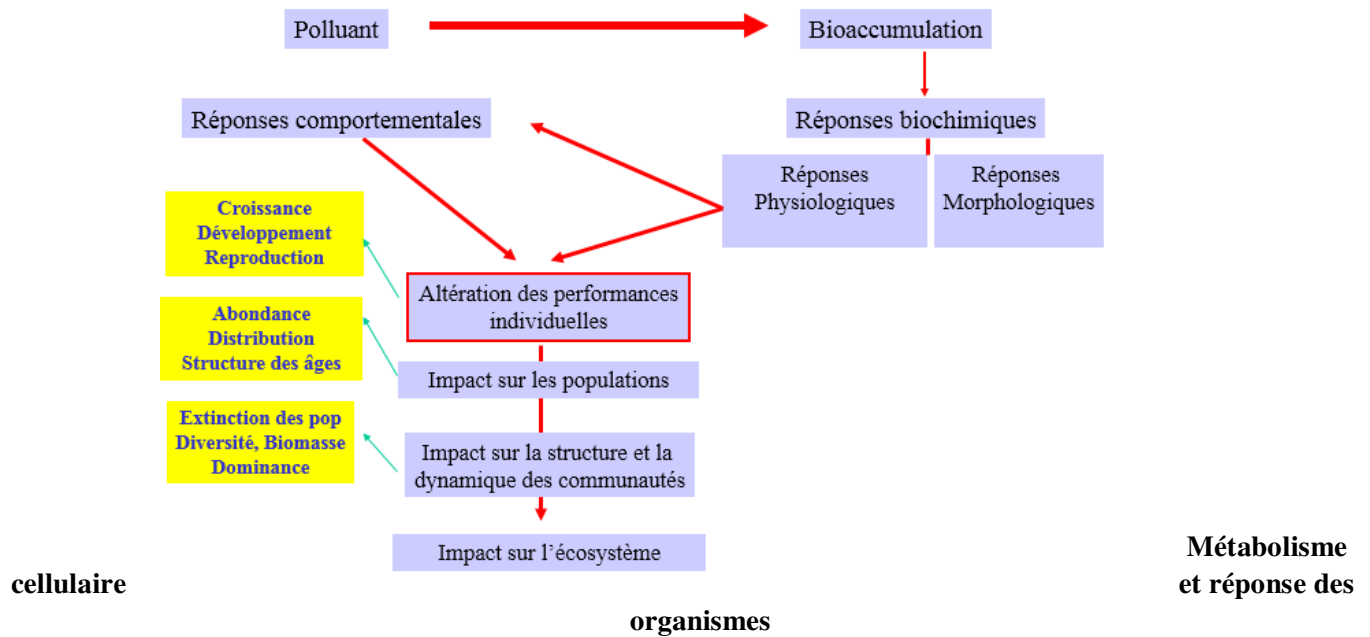 Polluant
Bioaccumulation
Réponses comportementales
Réponses biochimiques
Réponses
Physiologiques
Réponses
Morphologiques
Croissance
Développement
Reproduction
Altération des performances
individuelles
Abondance
Distribution
Structure des âges
Impact sur les populations
Extinction des pop
Diversité, Biomasse
Dominance
Impact sur la structure et la
dynamique des communautés
Impact sur l’écosystème
Métabolisme
cellulaire et réponse des
organismes